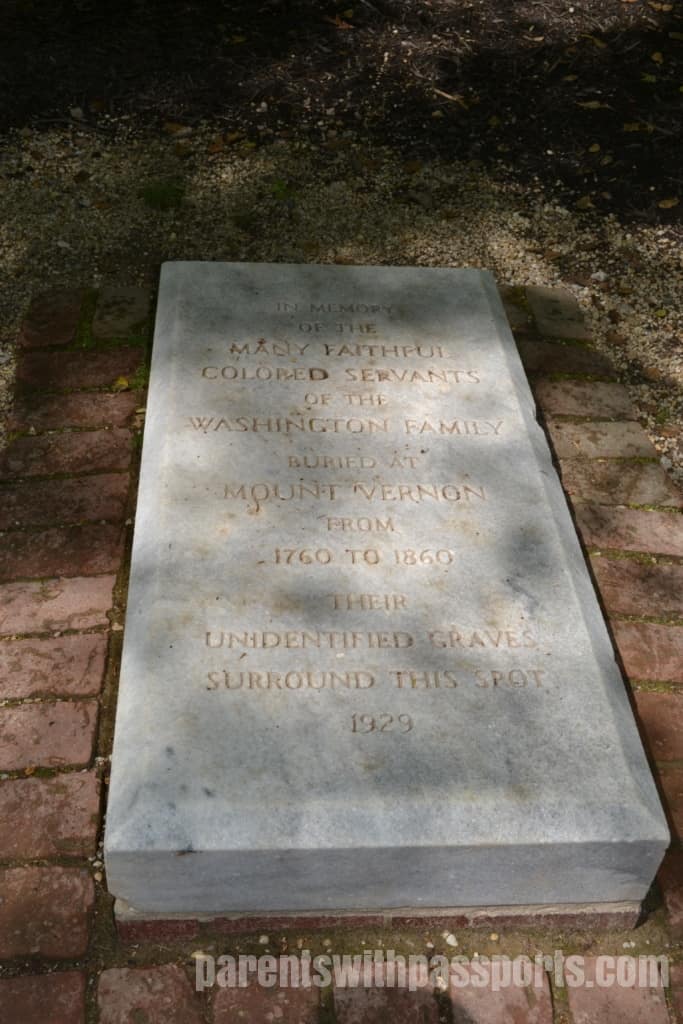 IN MEMORY
OF THE
MANY FAITHFUL
COLORED SERVANTS
OF THE
WASHINGTON FAMILY
BURIED AT
MOUNT VERNON
FROM
1760 TO 1860
THEIR
UNIDENTIFIED GRAVES
SURROUND THIS SPOT
1929
parentswithpassports.com